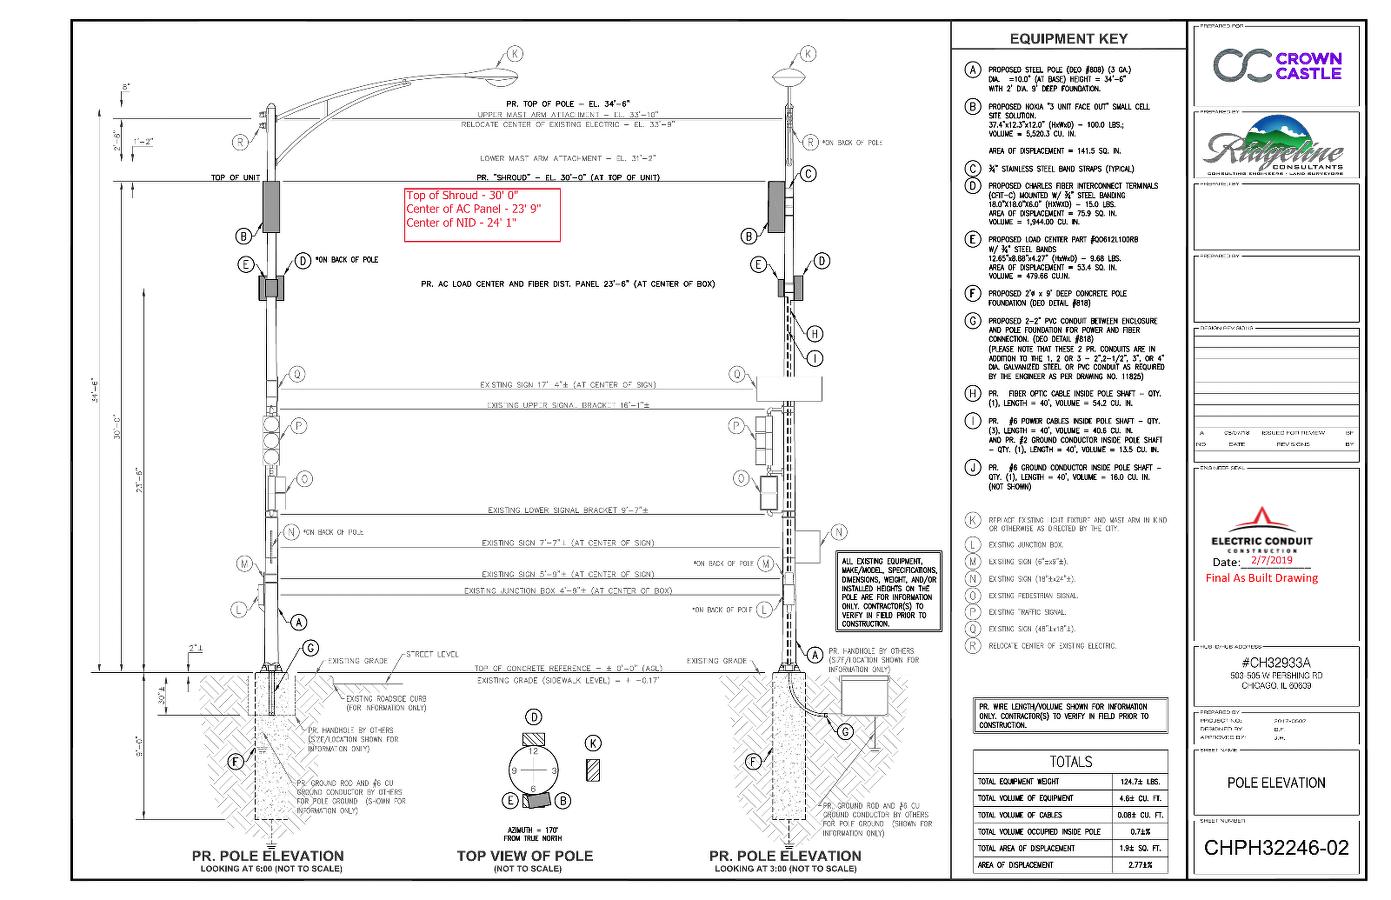 K
K
6"
2'-6"
1'-2"
34'-6"
30'-0"
23'-6"
2"±
30"±
9'-0"
PR. TOP OF POLE - EL. 34'-6"
UPPER MAST ARM ATTACHMENT - EL. 33'-10"
RELOCATE CENTER OF EXISTING ELECTRIC - EL. 33'-9"
R
R *ON BACK OF POLE
LOWER MAST ARM ATTACHMENT - EL. 31'-2"
TOP OF UNIT
PR. "SHROUD" - EL. 30'-0" (AT TOP OF UNIT)
C
Top of Shroud - 30' 0"
Center of AC Panel - 23' 9"
Center of NID - 24' 1"
B
B
E D *ON BACK OF POLE
E D
PR. AC LOAD CENTER AND FIBER DIST. PANEL 23'-6" (AT CENTER OF BOX)
H
I
Q
Q
EXISTING SIGN 17'-4"± (AT CENTER OF SIGN)
EXISTING UPPER SIGNAL BRACKET 16'-1"±
P
P
O
O
EXISTING LOWER SIGNAL BRACKET 9'-7"±
N *ON BACK OF POLE
N
EXISTING SIGN 7'-7"± (AT CENTER OF SIGN)
M
*ON BACK OF POLE M
EXISTING SIGN 5'-9"± (AT CENTER OF SIGN)
EXISTING JUNCTION BOX 4'-9"± (AT CENTER OF BOX)
L
*ON BACK OF POLE L
A
A
G
ALL EXISTING EQUIPMENT,
MAKE/MODEL, SPECIFICATIONS,
DIMENSIONS, WEIGHT, AND/OR
INSTALLED HEIGHTS ON THE
POLE ARE FOR INFORMATION
ONLY. CONTRACTOR(S) TO
VERIFY IN FIELD PRIOR TO
CONSTRUCTION.
PR. HANDHOLE BY OTHERS
(SIZE/LOCATION SHOWN FOR
INFORMATION ONLY)
EXISTING GRADE
STREET LEVEL
EXISTING GRADE
TOP OF CONCRETE REFERENCE - ± 0'-0" (AGL)
EXISTING GRADE (SIDEWALK LEVEL) = + -0.17'
EXISTING ROADSIDE CURB
(FOR INFORMATION ONLY)
PR. HANDHOLE BY OTHERS
(SIZE/LOCATION SHOWN FOR
INFORMATION ONLY)
F
F
G
PR. GROUND ROD AND #6 CU
GROUND CONDUCTOR BY OTHERS
FOR POLE GROUND (SHOWN FOR
INFORMATION ONLY)
PR. GROUND ROD AND #6 CU
GROUND CONDUCTOR BY OTHERS
FOR POLE GROUND (SHOWN FOR
INFORMATION ONLY)
D
K
12
9 3
6
E B
AZIMUTH = 170°
FROM TRUE NORTH
PR. POLE ELEVATION
LOOKING AT 6:00 (NOT TO SCALE)
TOP VIEW OF POLE
(NOT TO SCALE)
PR. POLE ELEVATION
LOOKING AT 3:00 (NOT TO SCALE)
EQUIPMENT KEY
A PROPOSED STEEL POLE (DEO #808) (3 GA.)
DIA. =10.0" (AT BASE) HEIGHT = 34'-6"
WITH 2' DIA. 9' DEEP FOUNDATION.
B PROPOSED NOKIA "3 UNIT FACE OUT" SMALL CELL
SITE SOLUTION.
37.4"x12.3"x12.0" (HxWxD) - 100.0 LBS.;
VOLUME = 5,520.3 CU. IN.
AREA OF DISPLACEMENT = 141.5 SQ. IN.
C ¾" STAINLESS STEEL BAND STRAPS (TYPICAL)
D PROPOSED CHARLES FIBER INTERCONNECT TERMINALS
(CFIT-C) MOUNTED W/ ¾" STEEL BANDING
18.0"X18.0"X6.0" (HXWXD) - 15.0 LBS.
AREA OF DISPLACEMENT = 75.9 SQ. IN.
VOLUME = 1,944.00 CU. IN.
E PROPOSED LOAD CENTER PART #QO612L100RB
W/ ¾" STEEL BANDS
12.65"x8.88"x4.27" (HxWxD) - 9.68 LBS.
AREA OF DISPLACEMENT = 53.4 SQ. IN.
VOLUME = 479.66 CU.IN.
F PROPOSED 2'ø x 9' DEEP CONCRETE POLE
FOUNDATION (DEO DETAIL #818)
G PROPOSED 2-2" PVC CONDUIT BETWEEN ENCLOSURE
AND POLE FOUNDATION FOR POWER AND FIBER
CONNECTION. (DEO DETAIL #818)
(PLEASE NOTE THAT THESE 2 PR. CONDUITS ARE IN
ADDITION TO THE 1, 2 OR 3 - 2",2-1/2", 3", OR 4"
DIA. GALVANIZED STEEL OR PVC CONDUIT AS REQUIRED
BY THE ENGINEER AS PER DRAWING NO. 11825)
H PR. FIBER OPTIC CABLE INSIDE POLE SHAFT - QTY.
(1), LENGTH = 40', VOLUME = 54.2 CU. IN.
I PR. #6 POWER CABLES INSIDE POLE SHAFT - QTY.
(3), LENGTH = 40', VOLUME = 40.6 CU. IN.
AND PR. #2 GROUND CONDUCTOR INSIDE POLE SHAFT
- QTY. (1), LENGTH = 40', VOLUME = 13.5 CU. IN.
J PR. #6 GROUND CONDUCTOR INSIDE POLE SHAFT -
QTY. (1), LENGTH = 40', VOLUME = 16.0 CU. IN.
(NOT SHOWN)
K REPLACE EXISTING LIGHT FIXTURE AND MAST ARM IN KIND
OR OTHERWISE AS DIRECTED BY THE CITY.
L EXISTING JUNCTION BOX.
M EXISTING SIGN (6"±x9"±).
N EXISTING SIGN (18"±x24"±).
O EXISTING PEDESTRIAN SIGNAL.
P EXISTING TRAFFIC SIGNAL.
Q EXISTING SIGN (48"±x18"±).
R RELOCATE CENTER OF EXISTING ELECTRIC.
PR. WIRE LENGTH/VOLUME SHOWN FOR INFORMATION
ONLY. CONTRACTOR(S) TO VERIFY IN FIELD PRIOR TO
CONSTRUCTION.
TOTALS
TOTAL EQUIPMENT WEIGHT 124.7± LBS.
TOTAL VOLUME OF EQUIPMENT 4.6± CU. FT.
TOTAL VOLUME OF CABLES 0.08± CU. FT.
TOTAL VOLUME OCCUPIED INSIDE POLE 0.7±%
TOTAL AREA OF DISPLACEMENT 1.9± SQ. FT.
AREA OF DISPLACEMENT 2.77±%
PREPARED FOR
CROWN
CASTLE
PREPARED BY
Ridgeline
CONSULTANTS
CONSULTING ENGINEERS • LAND SURVEYORS
PREPARED BY
PREPARED BY
DESIGN REVISIONS
A 05/07/18 ISSUED FOR REVIEW BF
NO DATE REVISIONS BY
ENGINEER SEAL
ELECTRIC CONDUIT
CONSTRUCTION
Date: 2/7/2019
Final As Built Drawing
HUB ID/HUB ADDRESS
#CH32933A
503-505 W PERSHING RD
CHICAGO, IL 60609
PREPARED BY
PROJECT NO:
DESIGNED BY: B.F.
APPROVED BY: J.R.
SHEET NAME
POLE ELEVATION
SHEET NUMBER
CHPH32246-02